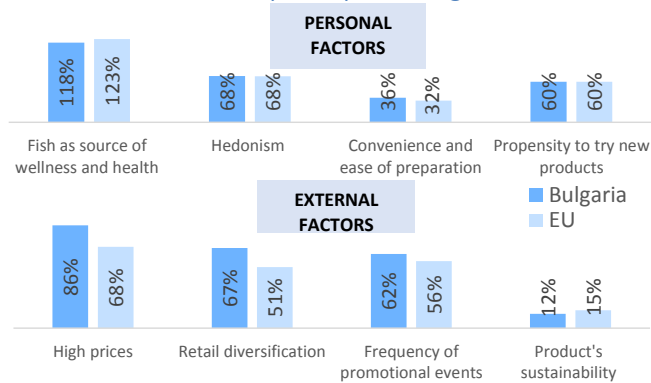 PERSONAL
FACTORS
118%
123%
68%
68%
36%
32%
60%
60%
Fish as source of
wellness and health
Hedonism
Convenience and
ease of preparation
Propensity to try new
products
EXTERNAL
FACTORS
Bulgaria
EU
86%
68%
67%
51%
62%
56%
12%
15%
High prices
Retail diversification
Frequency of
promotional events
Product's
sustainability